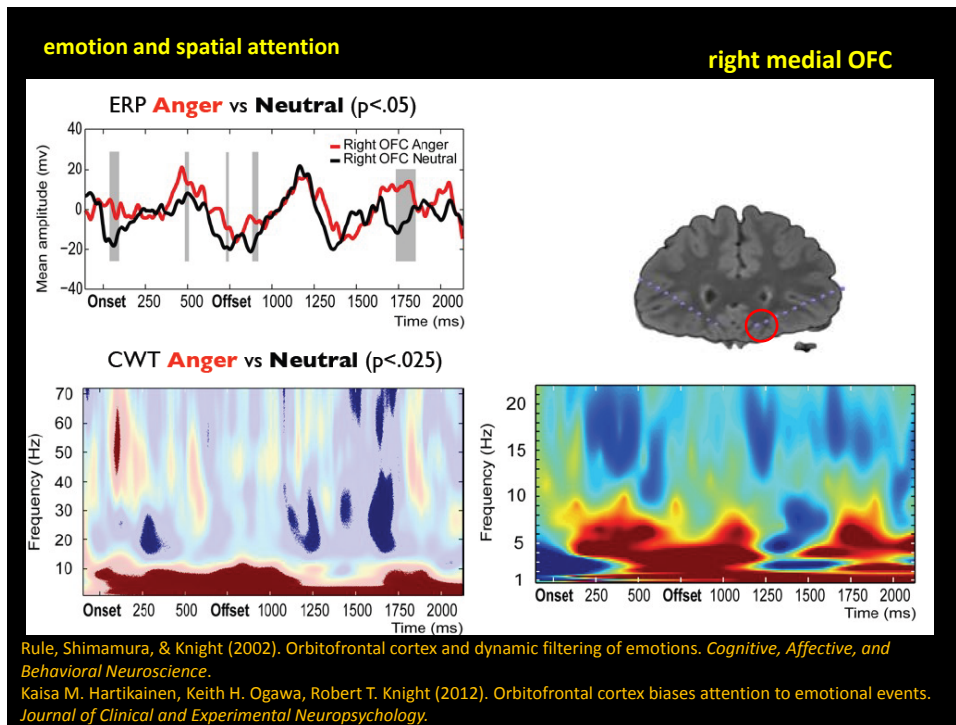 emotion and spatial attention
right medial OFC
ERP Anger vs Neutral (p<.05)
40
20
0
−20
−40
Mean amplitude (mv)
Right OFC Anger
Right OFC Neutral
Onset 250 500 Offset 1000 1250 1500 1750 2000
Time (ms)
CWT Anger vs Neutral (p<.025)
70
60
50
40
30
20
10
Frequency (Hz)
Onset 250 500 Offset 1000 1250 1500 1750 2000
Time (ms)
20
15
10
5
1
Frequency (Hz)
Onset 250 500 Offset 1000 1250 1500 1750 2000
Time (ms)
Rule, Shimamura, & Knight (2002). Orbitofrontal cortex and dynamic filtering of emotions. Cognitive, Affective, and
Behavioral Neuroscience.
Kaisa M. Hartikainen, Keith H. Ogawa, Robert T. Knight (2012). Orbitofrontal cortex biases attention to emotional events.
Journal of Clinical and Experimental Neuropsychology.